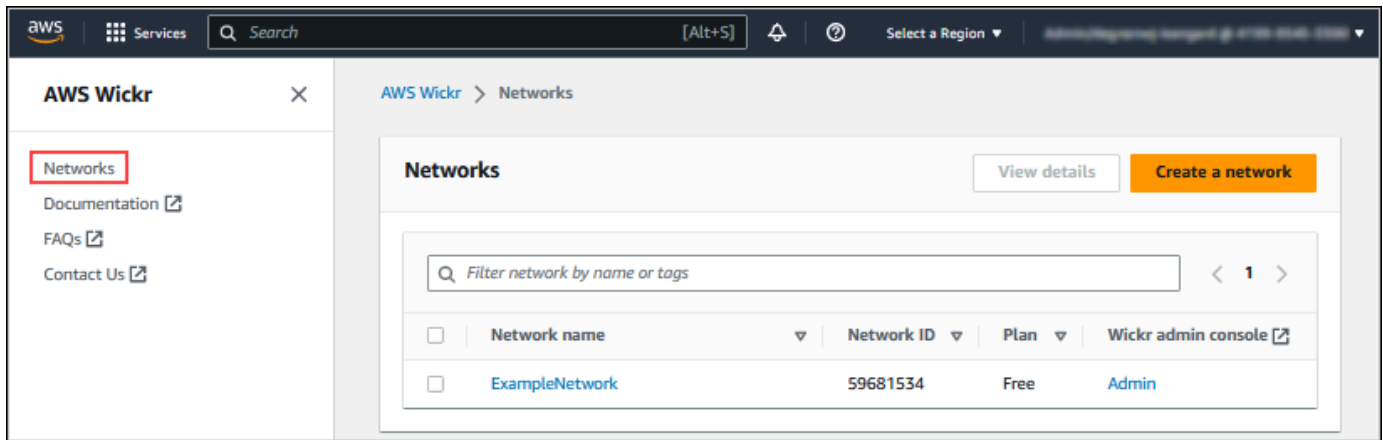 aws Services Search [Alt+S] Select a Region
AWS Wickr
AWS Wickr > Networks
Networks
Documentation
FAQs
Contact Us
Networks View details Create a network
Filter network by name or tags < 1 >
Network name Network ID Plan Wickr admin console
ExampleNetwork 59681534 Free Admin